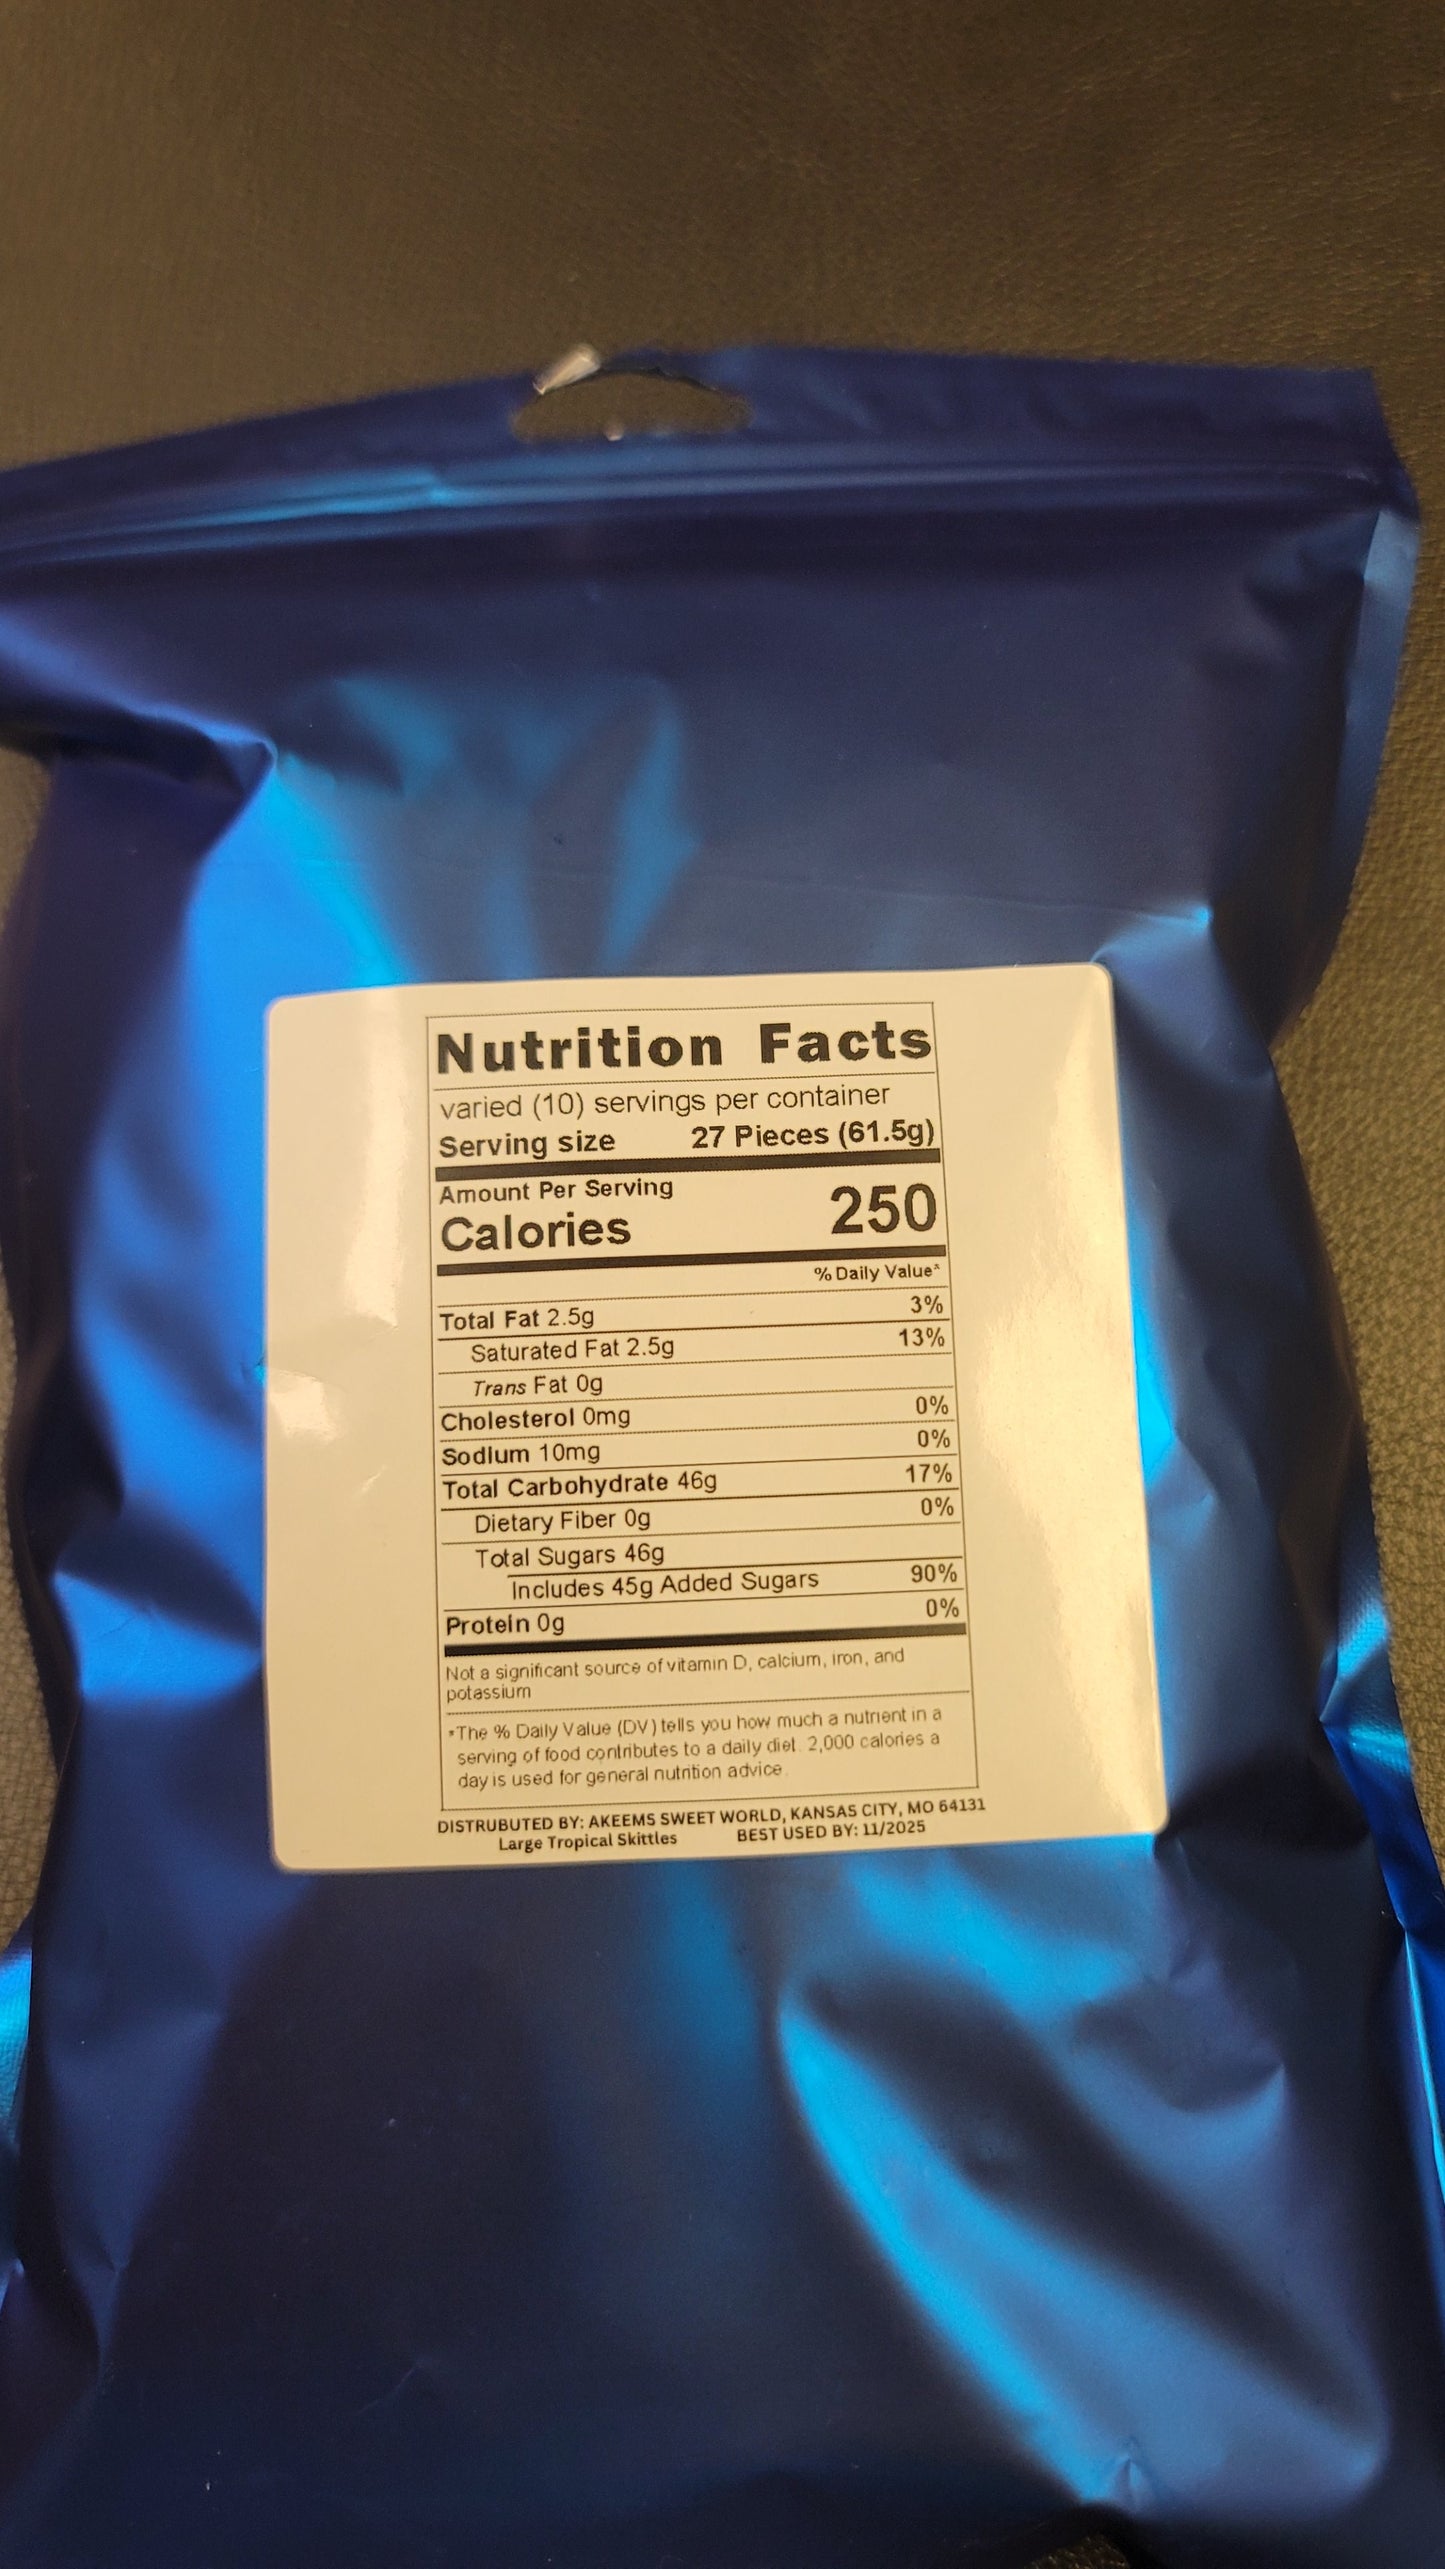 Nutrition Facts
varied (10) servings per container
Serving size 27 Pieces (61.5g)
Amount Per Serving
Calories 250
% Daily Value*
Total Fat 2.5g 3%
Saturated Fat 2.5g 13%
Trans Fat 0g
Cholesterol 0mg 0%
Sodium 10mg 0%
Total Carbohydrate 46g 17%
Dietary Fiber 0g 0%
Total Sugars 46g
Includes 45g Added Sugars 90%
Protein 0g 0%
Not a significant source of vitamin D, calcium, iron, and
potassium
*The % Daily Value (DV) tells you how much a nutrient in a
serving of food contributes to a daily diet. 2,000 calories a
day is used for general nutrition advice.
DISTRUBUTED BY: AKEEMS SWEET WORLD, KANSAS CITY, MO 64131
Large Tropical Skittles BEST USED BY: 11/2025